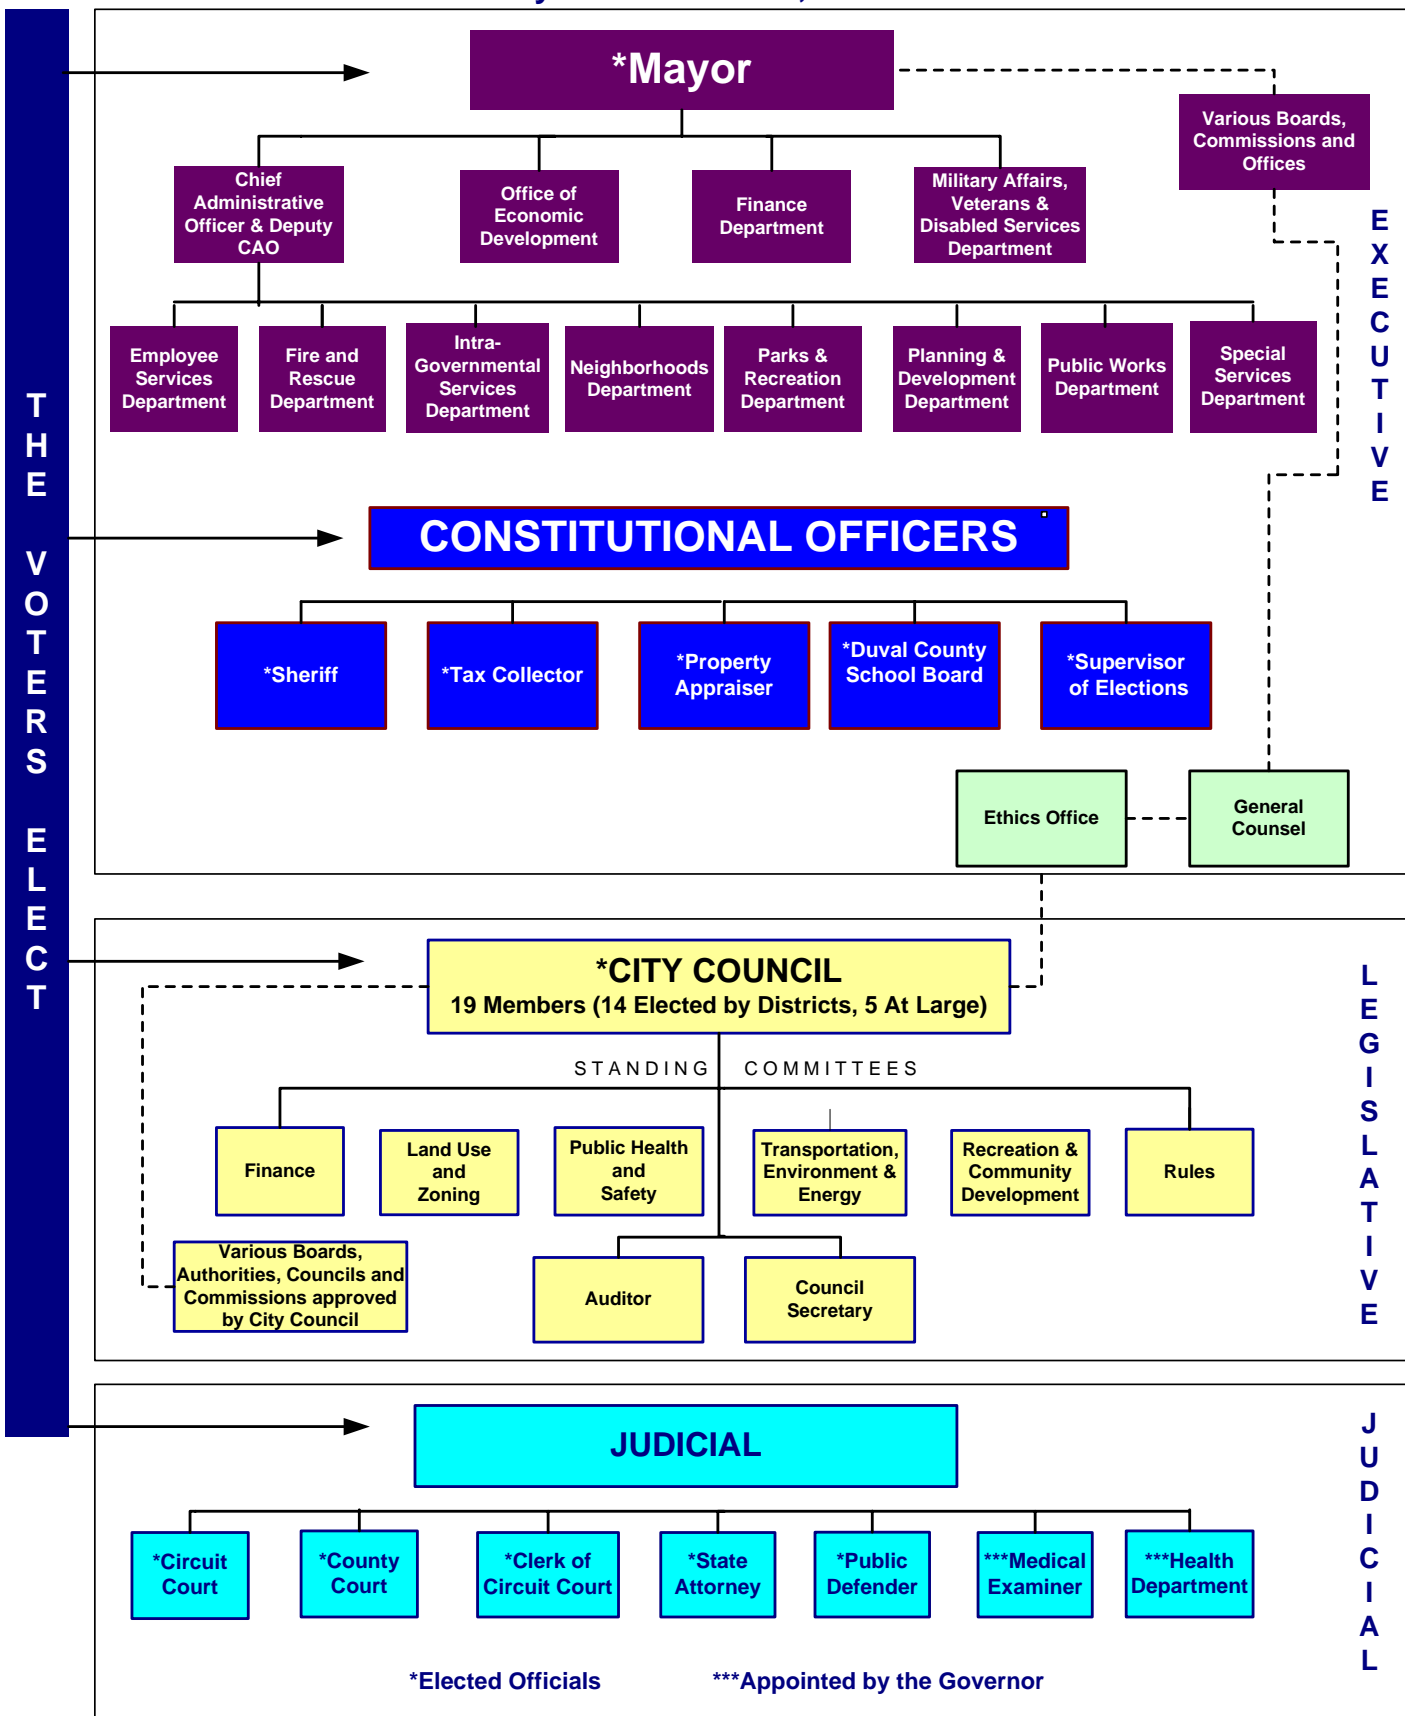 THE VOTERS ELECT
*Mayor
Various Boards,
Commissions and
Offices
Chief
Administrative
Officer & Deputy
CAO
Office of
Economic
Development
Finance
Department
Military Affairs,
Veterans &
Disabled Services
Department
EXECUTIVE
Employee
Services
Department
Fire and
Rescue
Department
Intra-
Governmental
Services
Department
Neighborhoods
Department
Parks &
Recreation
Department
Planning &
Development
Department
Public Works
Department
Special
Services
Department
CONSTITUTIONAL OFFICERS
*Sheriff
*Tax Collector
*Property
Appraiser
*Duval County
School Board
*Supervisor
of Elections
Ethics Office
General
Counsel
*CITY COUNCIL
19 Members (14 Elected by Districts, 5 At Large)
LEGISLATIVE
STANDING COMMITTEES
Finance
Land Use
and
Zoning
Public Health
and
Safety
Transportation,
Environment &
Energy
Recreation &
Community
Development
Rules
Various Boards,
Authorities, Councils and
Commissions approved
by City Council
Auditor
Council
Secretary
JUDICIAL
JUDICIAL
*Circuit
Court
*County
Court
*Clerk of
Circuit Court
*State
Attorney
*Public
Defender
***Medical
Examiner
***Health
Department
*Elected Officials
***Appointed by the Governor